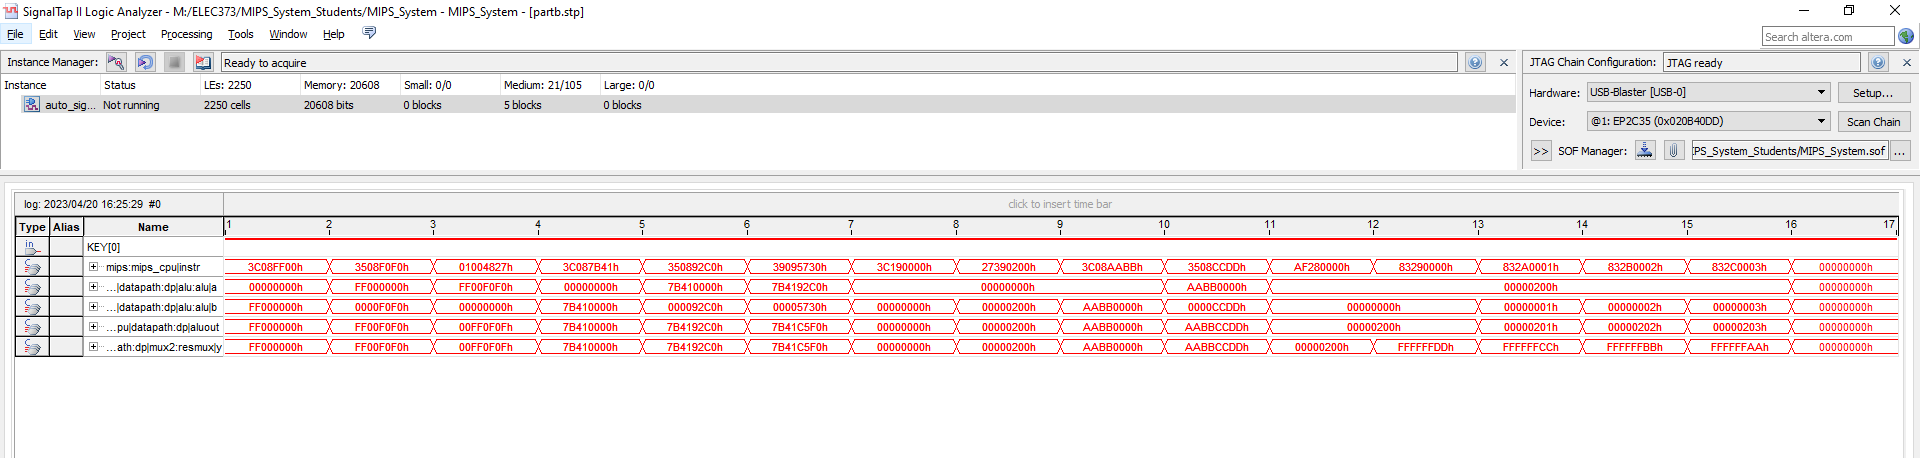 SignalTap II Logic Analyzer - M:/ELEC373/MIPS_System_Students/MIPS_System - MIPS_System - [partb.stp]
File Edit View Project Processing Tools Window Help
Search altera.com
Instance Manager: Ready to acquire
Instance Status LEs: 2250 Memory: 20608 Small: 0/0 Medium: 21/105 Large: 0/0
auto_sig... Not running 2250 cells 20608 bits 0 blocks 5 blocks 0 blocks
JTAG Chain Configuration: JTAG ready
Hardware: USB-Blaster [USB-0] Setup...
Device: @1: EP2C35 (0x020B40DD) Scan Chain
>> SOF Manager: PS_System_Students/MIPS_System.sof ...
log: 2023/04/20 16:25:29 #0 click to insert time bar
Type Alias Name 1 2 3 4 5 6 7 8 9 10 11 12 13 14 15 16 17
in KEY[0]
mips:mips_cpu|instr 3C08FF00h 3508F0F0h 01004827h 3C087B41h 350892C0h 39095730h 3C190000h 27390200h 3C08AABBh 3508CCDDh AF280000h 83290000h 832A0001h 832B0002h 832C0003h 00000000h
...|datapath:dp|alu:alu|a 00000000h FF000000h FF00F0F0h 00000000h 7B410000h 7B4192C0h 00000000h AABB0000h 00000200h 00000000h
...|datapath:dp|alu:alu|b FF000000h 0000F0F0h 00000000h 7B410000h 000092C0h 00005730h 00000000h 00000200h AABB0000h 0000CCDDh 00000000h 00000001h 00000002h 00000003h 00000000h
...pu|datapath:dp|aluout FF000000h FF00F0F0h 00FF0F0Fh 7B410000h 7B4192C0h 7B41C5F0h 00000000h 00000200h AABB0000h AABBCCDDh 00000200h 00000201h 00000202h 00000203h 00000000h
...ath:dp|mux2:resmux|y FF000000h FF00F0F0h 00FF0F0Fh 7B410000h 7B4192C0h 7B41C5F0h 00000000h 00000200h AABB0000h AABBCCDDh 00000200h FFFFFFDDh FFFFFFCCh FFFFFFBBh FFFFFFAAh 00000000h